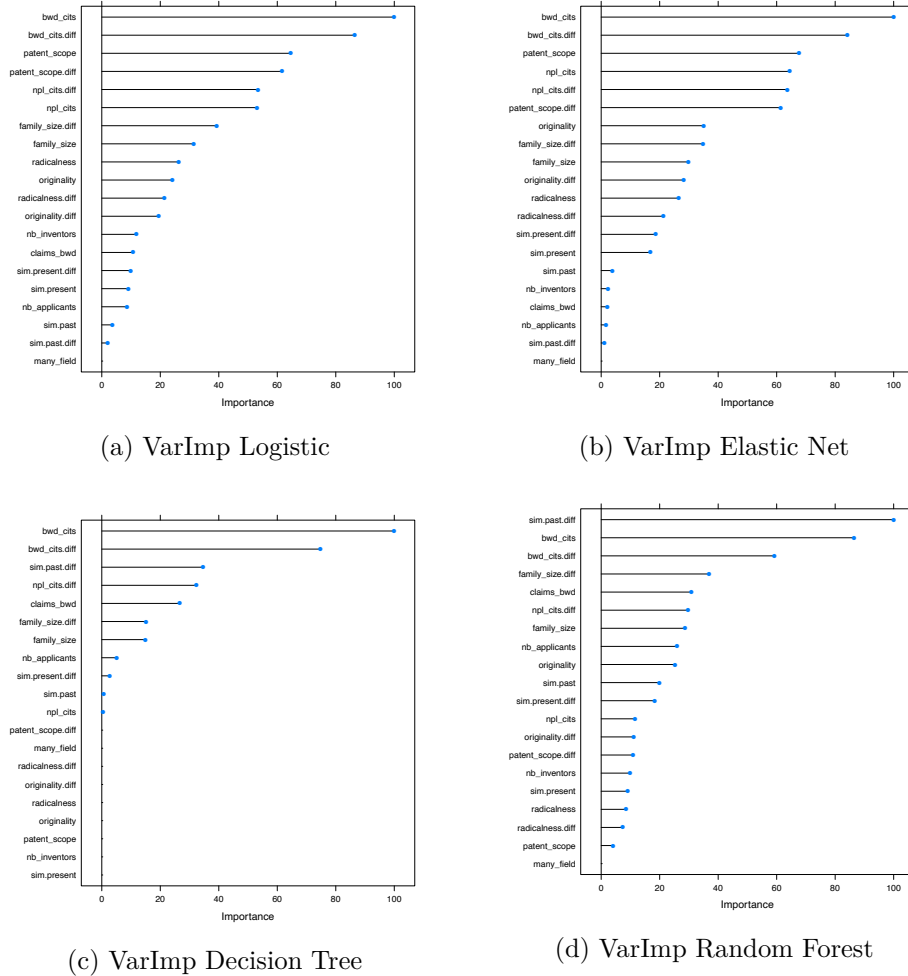 bwd_cits
bwd_cits.diff
patent_scope
patent_scope.diff
npl_cits.diff
npl_cits
family_size.diff
family_size
radicalness
originality
radicalness.diff
originality.diff
nb_inventors
claims_bwd
sim.present.diff
sim.present
nb_applicants
sim.past
sim.past.diff
many_field
0 20 40 60 80 100
Importance
(a) VarImp Logistic
bwd_cits
bwd_cits.diff
patent_scope
npl_cits
npl_cits.diff
patent_scope.diff
originality
family_size.diff
family_size
originality.diff
radicalness
radicalness.diff
sim.present.diff
sim.present
sim.past
nb_inventors
claims_bwd
nb_applicants
sim.past.diff
many_field
0 20 40 60 80 100
Importance
(b) VarImp Elastic Net
bwd_cits
bwd_cits.diff
sim.past.diff
npl_cits.diff
claims_bwd
family_size.diff
family_size
nb_applicants
sim.present.diff
sim.past
npl_cits
patent_scope.diff
many_field
radicalness.diff
originality.diff
radicalness
originality
patent_scope
nb_inventors
sim.present
0 20 40 60 80 100
Importance
(c) VarImp Decision Tree
sim.past.diff
bwd_cits
bwd_cits.diff
family_size.diff
claims_bwd
npl_cits.diff
family_size
nb_applicants
originality
sim.past
sim.present.diff
npl_cits
originality.diff
patent_scope.diff
nb_inventors
sim.present
radicalness
radicalness.diff
patent_scope
many_field
0 20 40 60 80 100
Importance
(d) VarImp Random Forest